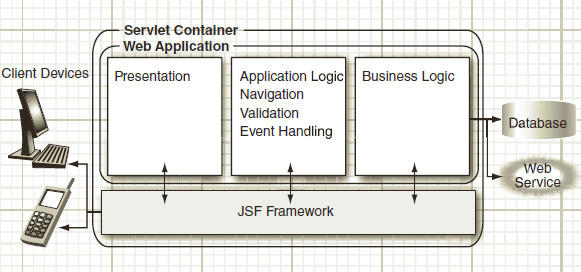 Servlet Container
Web Application
Client Devices
Presentation
Application Logic
Navigation
Validation
Event Handling
Business Logic
Database
Web
Service
JSF Framework